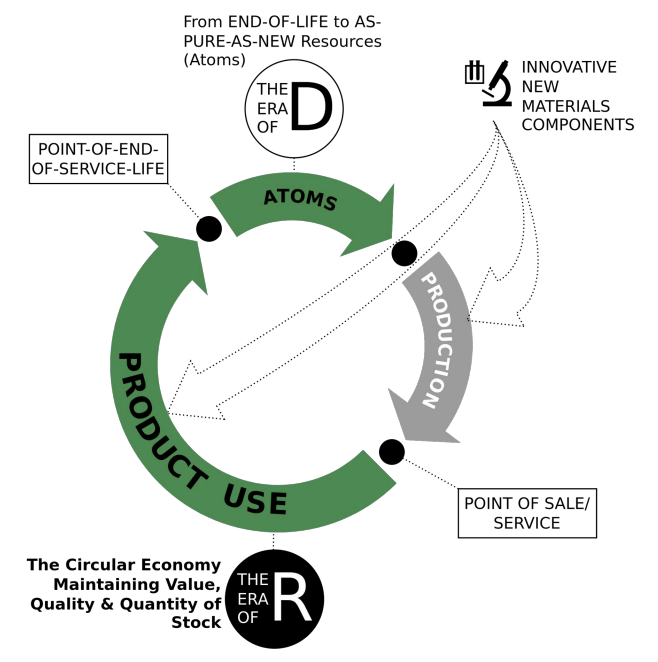 From END-OF-LIFE to AS-
PURE-AS-NEW Resources
(Atoms)
THE
ERA
OF
D
INNOVATIVE
NEW
MATERIALS
COMPONENTS
POINT-OF-END-
OF-SERVICE-LIFE
ATOMS
PRODUCTION
PRODUCT USE
POINT OF SALE/
SERVICE
The Circular Economy
Maintaining Value,
Quality & Quantity of
Stock
THE
ERA
OF
R